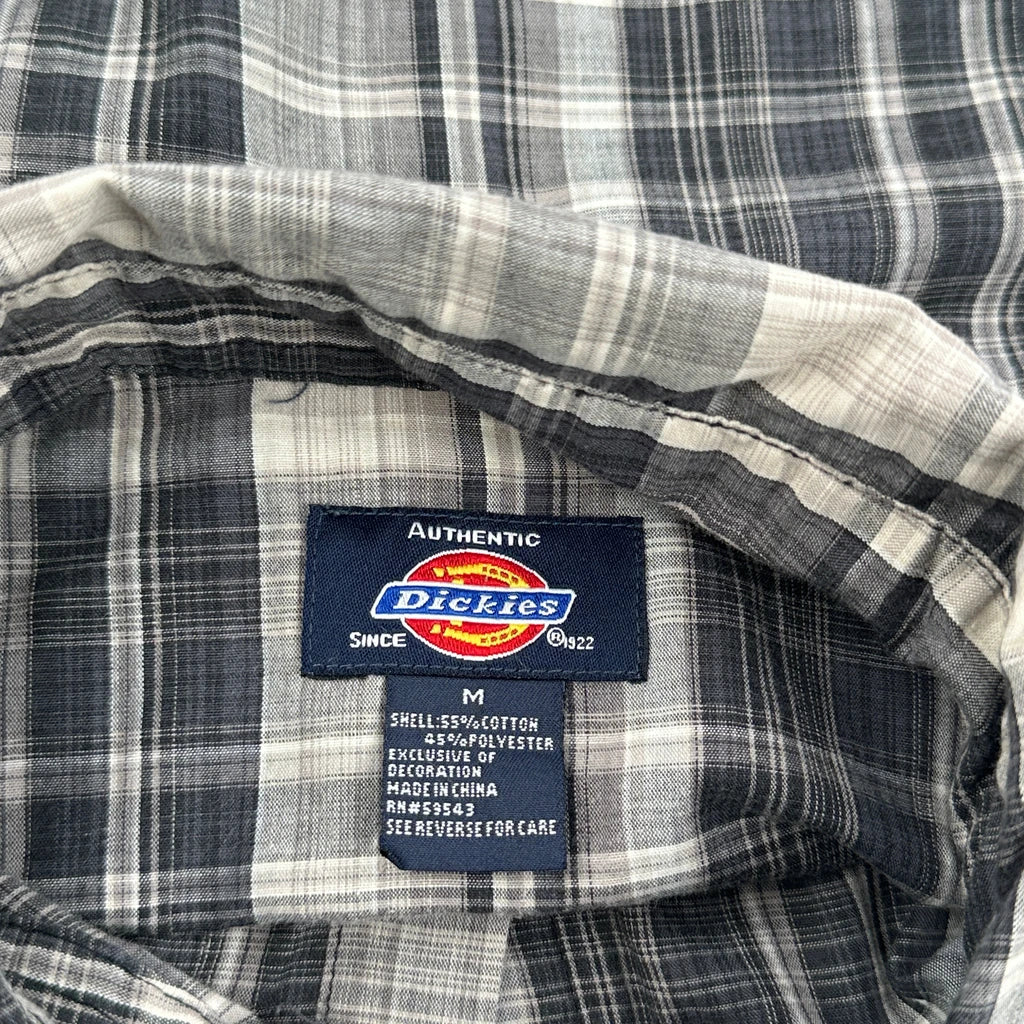 AUTHENTIC
Dickies
SINCE ® 1922
M
SHELL:55%COTTON
45%POLYESTER
EXCLUSIVE OF
DECORATION
MADE IN CHINA
RN#59543
SEE REVERSE FOR CARE